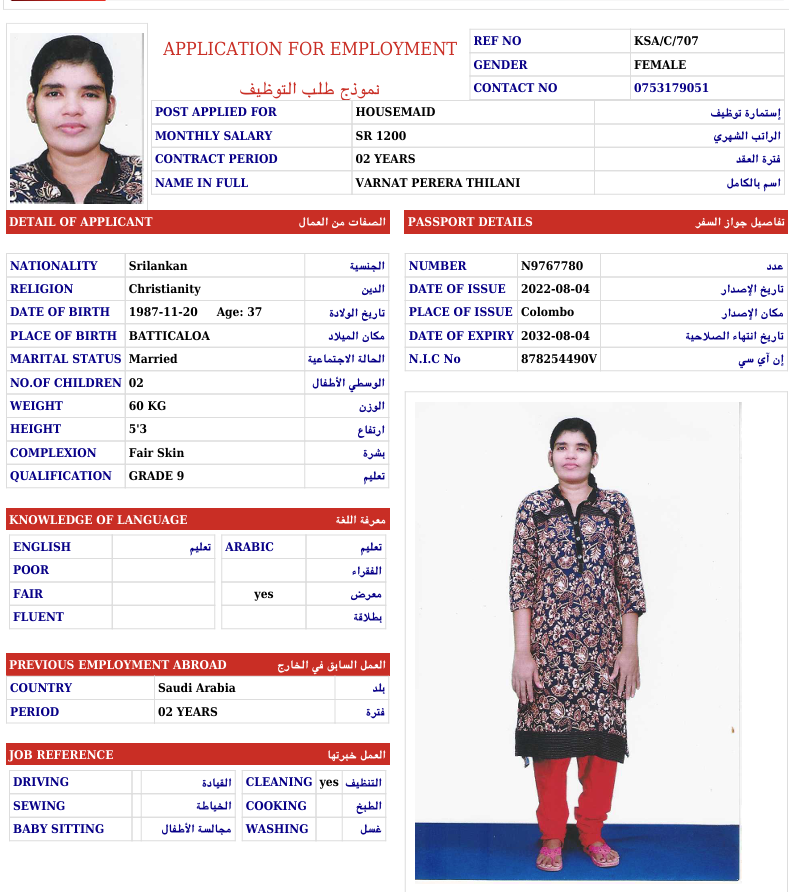 APPLICATION FOR EMPLOYMENT
نموذج طلب التوظيف
REF NO KSA/C/707
GENDER FEMALE
CONTACT NO 0753179051
POST APPLIED FOR HOUSEMAID إستمارة توظيف
MONTHLY SALARY SR 1200 الراتب الشهري
CONTRACT PERIOD 02 YEARS فترة العقد
NAME IN FULL VARNAT PERERA THILANI اسم بالكامل
DETAIL OF APPLICANT الصفات من العمال
NATIONALITY Srilankan الجنسية
RELIGION Christianity الدين
DATE OF BIRTH 1987-11-20 Age: 37 تاريخ الولادة
PLACE OF BIRTH BATTICALOA مكان الميلاد
MARITAL STATUS Married الحالة الاجتماعية
NO.OF CHILDREN 02 الوسطي الأطفال
WEIGHT 60 KG الوزن
HEIGHT 5'3 ارتفاع
COMPLEXION Fair Skin بشرة
QUALIFICATION GRADE 9 تعليم
PASSPORT DETAILS تفاصيل جواز السفر
NUMBER N9767780 عدد
DATE OF ISSUE 2022-08-04 تاريخ الإصدار
PLACE OF ISSUE Colombo مكان الإصدار
DATE OF EXPIRY 2032-08-04 تاريخ انتهاء الصلاحية
N.I.C No 878254490V إن آي سي
KNOWLEDGE OF LANGUAGE معرفة اللغة
ENGLISH تعليم ARABIC تعليم
POOR الفقراء
FAIR yes معرض
FLUENT بطلاقة
PREVIOUS EMPLOYMENT ABROAD العمل السابق في الخارج
COUNTRY Saudi Arabia بلد
PERIOD 02 YEARS فترة
JOB REFERENCE العمل خبرتها
DRIVING القيادة CLEANING yes التنظيف
SEWING الخياطة COOKING الطبخ
BABY SITTING مجالسة الأطفال WASHING غسل